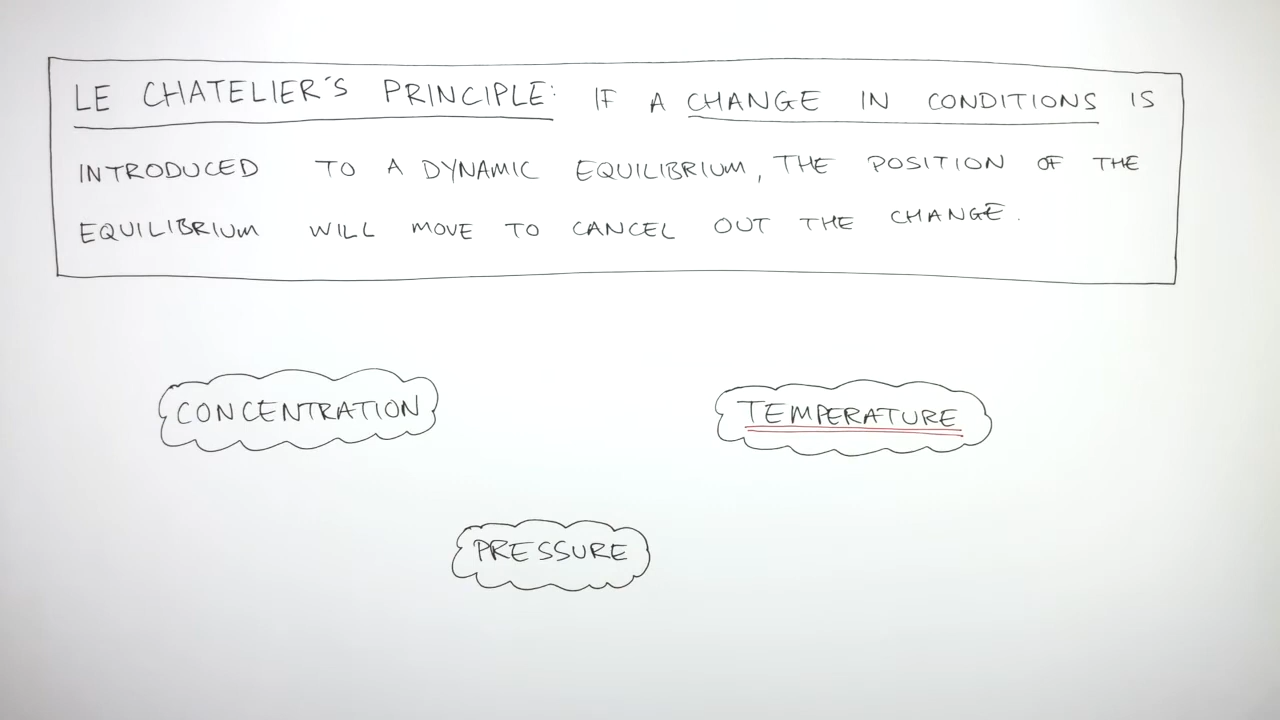 LE CHATELIER'S PRINCIPLE: IF A CHANGE IN CONDITIONS IS
INTRODUCED TO A DYNAMIC EQUILIBRIUM, THE POSITION OF THE
EQUILIBRIUM WILL MOVE TO CANCEL OUT THE CHANGE.
CONCENTRATION
TEMPERATURE
PRESSURE